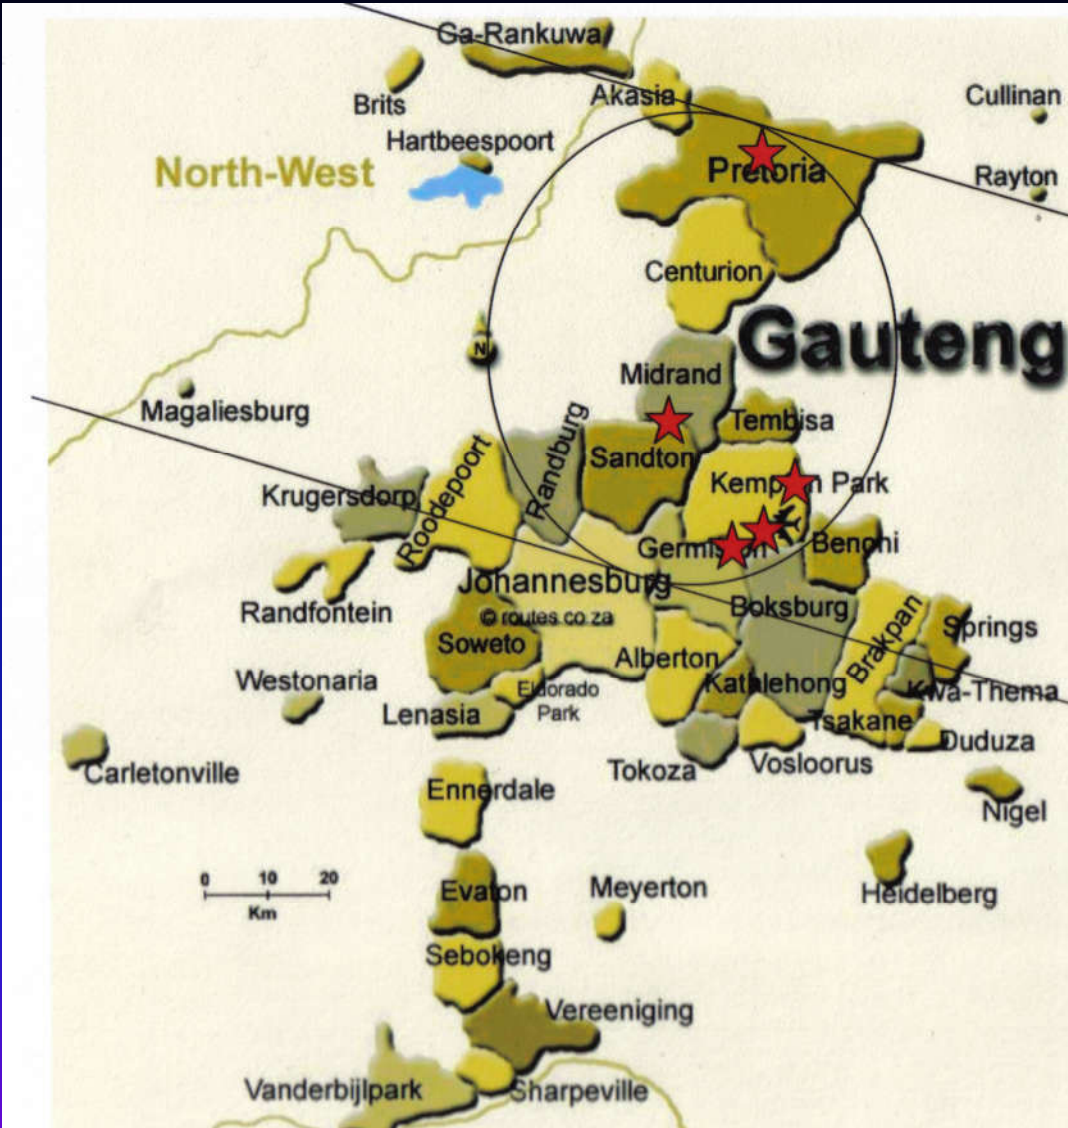 Ga-Rankuwa
Brits
Akasia
Cullinan
Hartbeespoort
North-West
Pretoria
Rayton
Centurion
Gauteng
N
Midrand
Magaliesburg
Tembisa
Randburg
Sandton
Roodepoort
Kempton Park
Krugersdorp
Germiston
Benoni
Johannesburg
Randfontein
© routes.co.za
Boksburg
Brakpan
Springs
Soweto
Alberton
Westonaria
Eldorado
Park
Kathlehong
Kwa-Thema
Lenasia
Tsakane
Duduza
Carletonville
Tokoza
Vosloorus
Ennerdale
Nigel
0 10 20
Km
Evaton
Meyerton
Heidelberg
Sebokeng
Vereeniging
Vanderbijlpark
Sharpeville